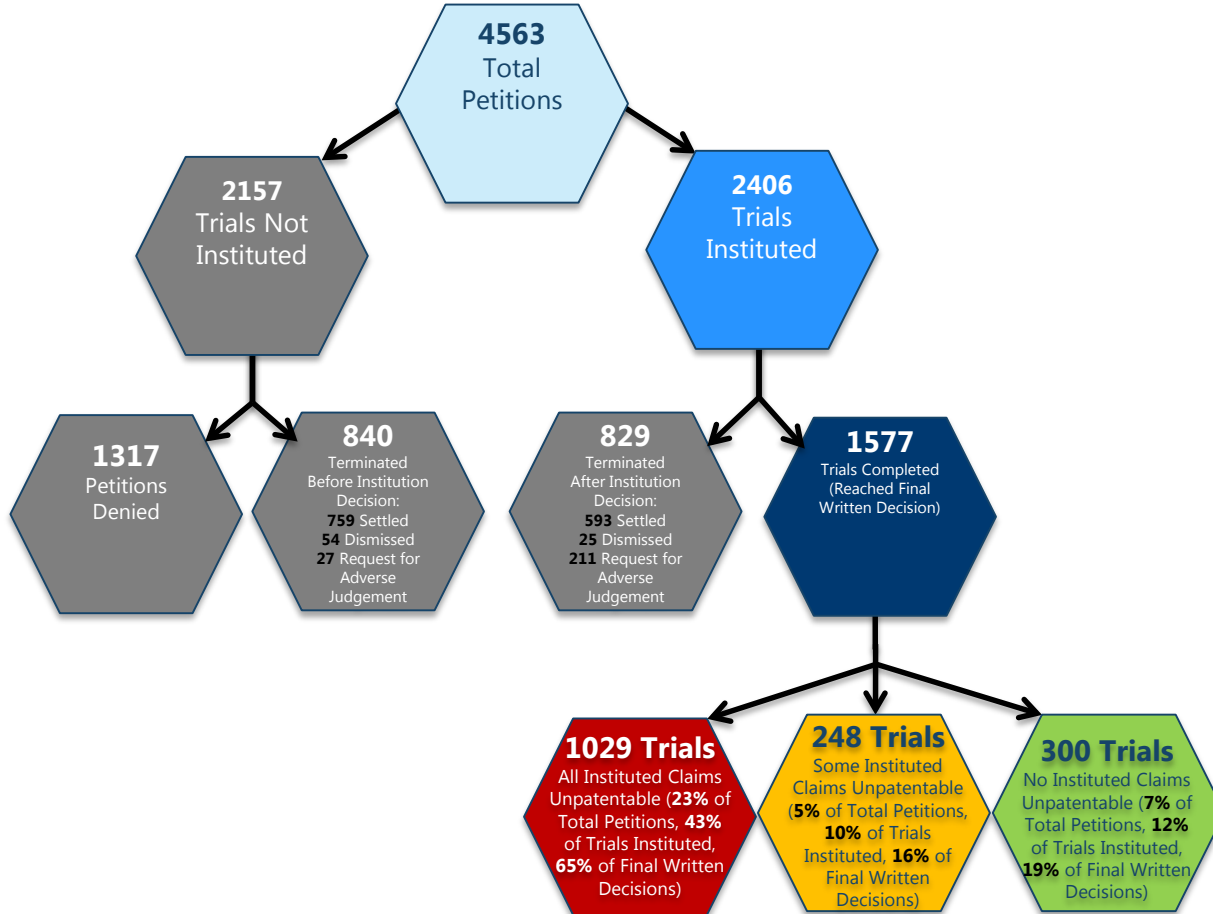 4563
Total
Petitions
2157
Trials Not
Instituted
2406
Trials
Instituted
1317
Petitions
Denied
840
Terminated
Before Institution
Decision:
759 Settled
54 Dismissed
27 Request for
Adverse
Judgement
829
Terminated
After Institution
Decision:
593 Settled
25 Dismissed
211 Request for
Adverse
Judgement
1577
Trials Completed
(Reached Final
Written Decision)
1029 Trials
All Instituted Claims
Unpatentable (23% of
Total Petitions, 43%
of Trials Instituted,
65% of Final Written
Decisions)
248 Trials
Some Instituted
Claims Unpatentable
(5% of Total Petitions,
10% of Trials
Instituted, 16% of
Final Written
Decisions)
300 Trials
No Instituted Claims
Unpatentable (7% of
Total Petitions, 12%
of Trials Instituted,
19% of Final Written
Decisions)